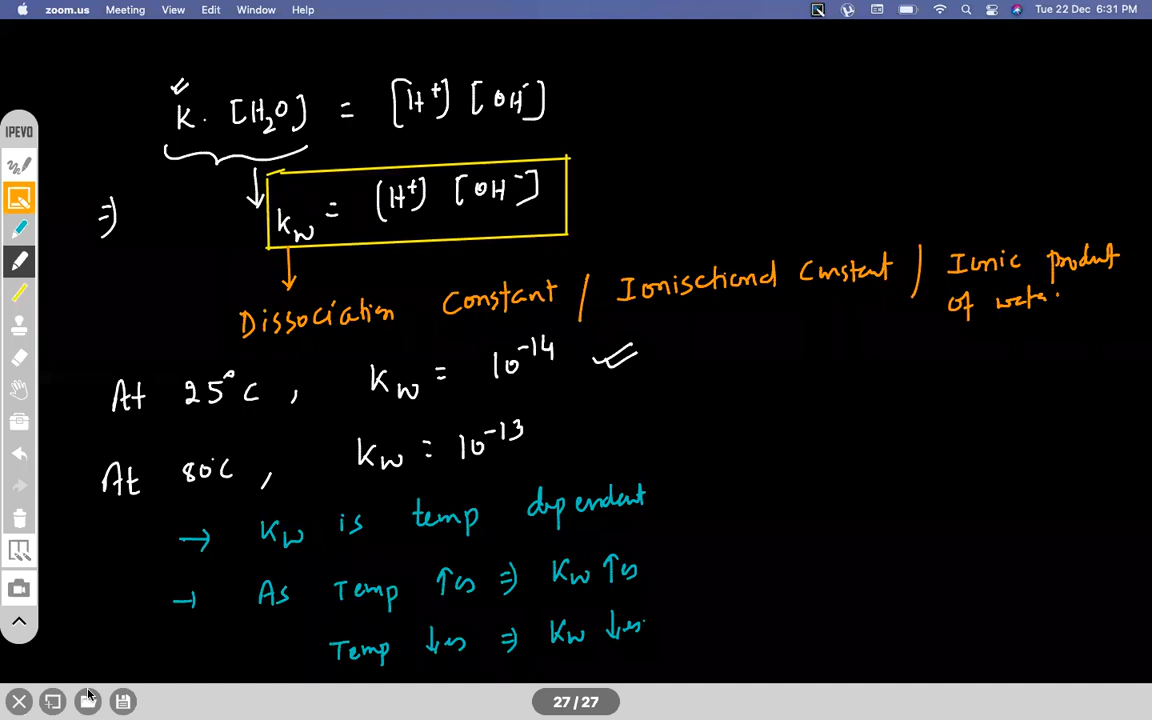 zoom.us Meeting View Edit Window Help Tue 22 Dec 6:31 PM
IPEVO
K. [H₂O] = [H⁺] [OH⁻]
⇒ Kw = [H⁺] [OH⁻]
Dissociation Constant / Ionisctiond Constant / Ionic product
of water.
At 25°C, Kw = 10⁻¹⁴
At 80°C, Kw = 10⁻¹³
→ Kw is temp dependent
→ As Temp ↑es ⇒ Kw ↑es
Temp ↓es ⇒ Kw ↓es.
27/27